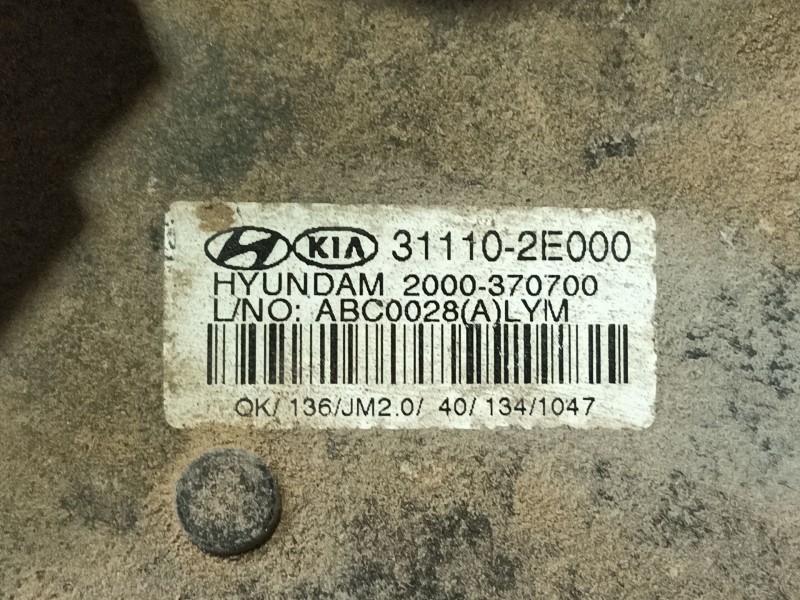 KIA 31110-2E000
HYUNDAM 2000-370700
L/NO: ABC0028(A)LYM
QK/ 136/JM2.0/ 40/ 134/1047